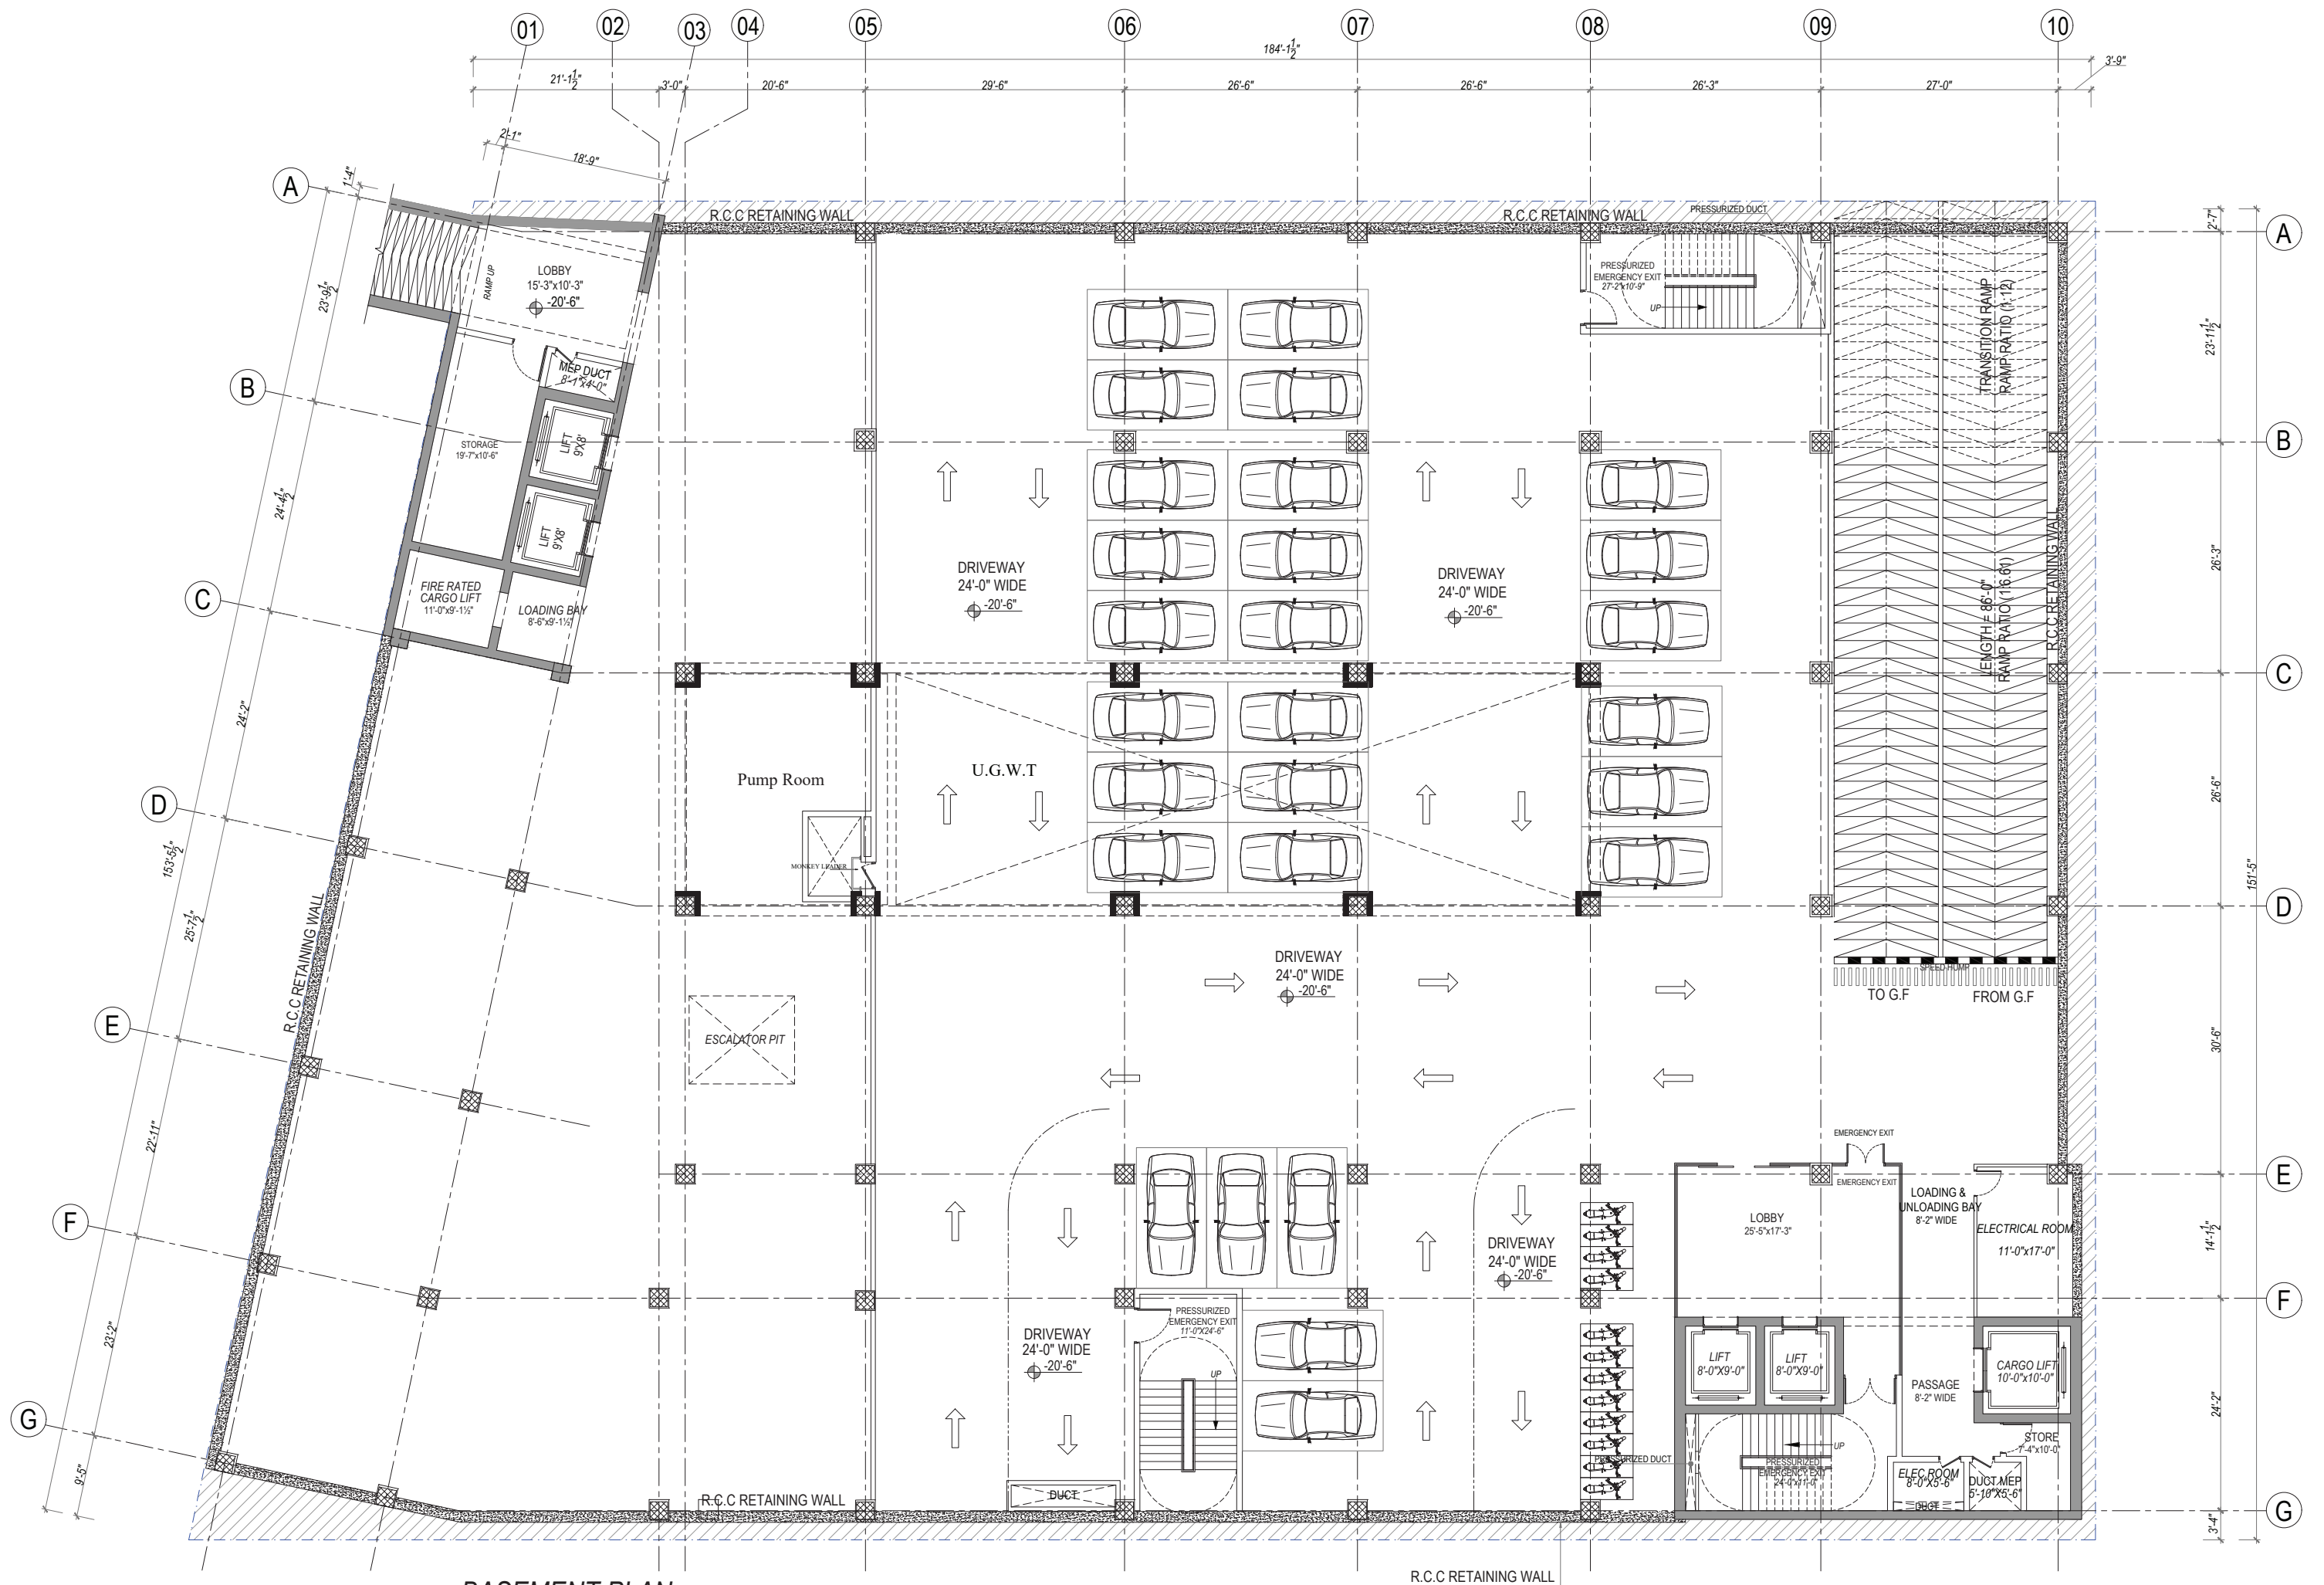 01
02
03
04
05
06
07
08
09
10
184'-1½"
3'-9"
21'-1½"
3'-0"
20'-6"
29'-6"
26'-6"
26'-6"
26'-3"
27'-0"
2'-1"
18'-9"
1'-4"
A
R.C.C RETAINING WALL
R.C.C RETAINING WALL
PRESSURIZED DUCT
2'-7"
A
RAMP UP
LOBBY
15'-3"x10'-3"
-20'-6"
PRESSURIZED
EMERGENCY EXIT
27'-2"x10'-9"
UP
TRANSITION RAMP
RAMP RATIO (1:12)
23'-9½"
23'-11½"
MEP DUCT
8'-1"x4'-0"
B
B
STORAGE
19'-7"x10'-6"
LIFT
9'X8'
LIFT
9'X8'
24'-4½"
26'-3"
R.C.C RETAINING WALL
LENGTH = 86'-0"
RAMP RATIO (1:6.61)
DRIVEWAY
24'-0" WIDE
-20'-6"
DRIVEWAY
24'-0" WIDE
-20'-6"
FIRE RATED
CARGO LIFT
11'-0"x9'-1½"
LOADING BAY
8'-6"x9'-1½"
C
C
24'-2"
Pump Room
U.G.W.T
26'-6"
D
153'-5½"
MONKEY LEADER
151'-5"
D
25'-7½"
R.C.C RETAINING WALL
DRIVEWAY
24'-0" WIDE
-20'-6"
SPEED HUMP
TO G.F
FROM G.F
E
ESCALATOR PIT
30'-6"
22'-11"
EMERGENCY EXIT
EMERGENCY EXIT
E
F
LOBBY
25'-5"x17'-3"
LOADING &
UNLOADING BAY
8'-2" WIDE
ELECTRICAL ROOM
11'-0"x17'-0"
14'-1½"
DRIVEWAY
24'-0" WIDE
-20'-6"
F
23'-2"
PRESSURIZED
EMERGENCY EXIT
11'-0"X24'-6"
UP
DRIVEWAY
24'-0" WIDE
-20'-6"
LIFT
8'-0"X9'-0"
LIFT
8'-0"X9'-0"
PASSAGE
8'-2" WIDE
CARGO LIFT
10'-0"x10'-0"
24'-2"
G
9'-5"
STORE
7'-4"x10'-0"
PRESSURIZED DUCT
UP
PRESSURIZED
EMERGENCY EXIT
24'-0"x11'-0"
ELEC.ROOM
8'-0"X5'-6"
DUCT
DUCT MEP
5'-10"X5'-6"
DUCT
R.C.C RETAINING WALL
G
3'-4"
R.C.C RETAINING WALL
BASEMENT PLAN